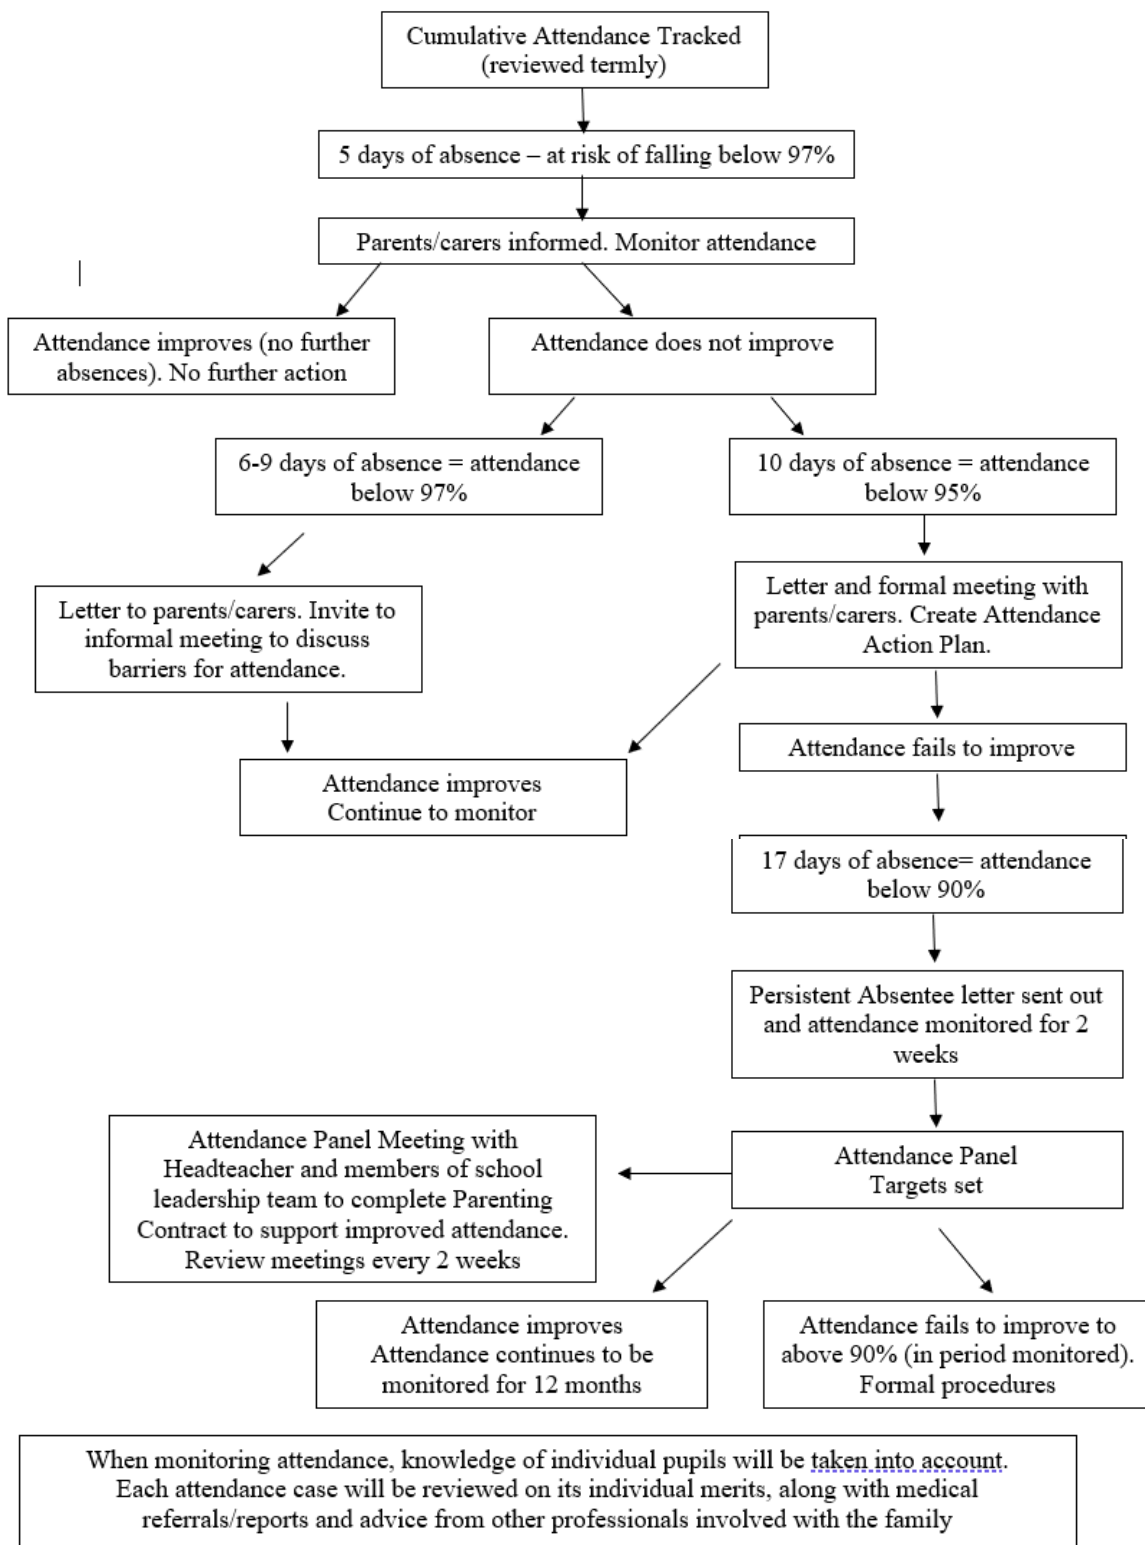 Cumulative Attendance Tracked
(reviewed termly)
5 days of absence – at risk of falling below 97%
Parents/carers informed. Monitor attendance
Attendance improves (no further
absences). No further action
Attendance does not improve
6-9 days of absence = attendance
below 97%
10 days of absence = attendance
below 95%
Letter to parents/carers. Invite to
informal meeting to discuss
barriers for attendance.
Letter and formal meeting with
parents/carers. Create Attendance
Action Plan.
Attendance fails to improve
Attendance improves
Continue to monitor
17 days of absence= attendance
below 90%
Persistent Absentee letter sent out
and attendance monitored for 2
weeks
Attendance Panel Meeting with
Headteacher and members of school
leadership team to complete Parenting
Contract to support improved attendance.
Review meetings every 2 weeks
Attendance Panel
Targets set
Attendance improves
Attendance continues to be
monitored for 12 months
Attendance fails to improve to
above 90% (in period monitored).
Formal procedures
When monitoring attendance, knowledge of individual pupils will be taken into account.
Each attendance case will be reviewed on its individual merits, along with medical
referrals/reports and advice from other professionals involved with the family